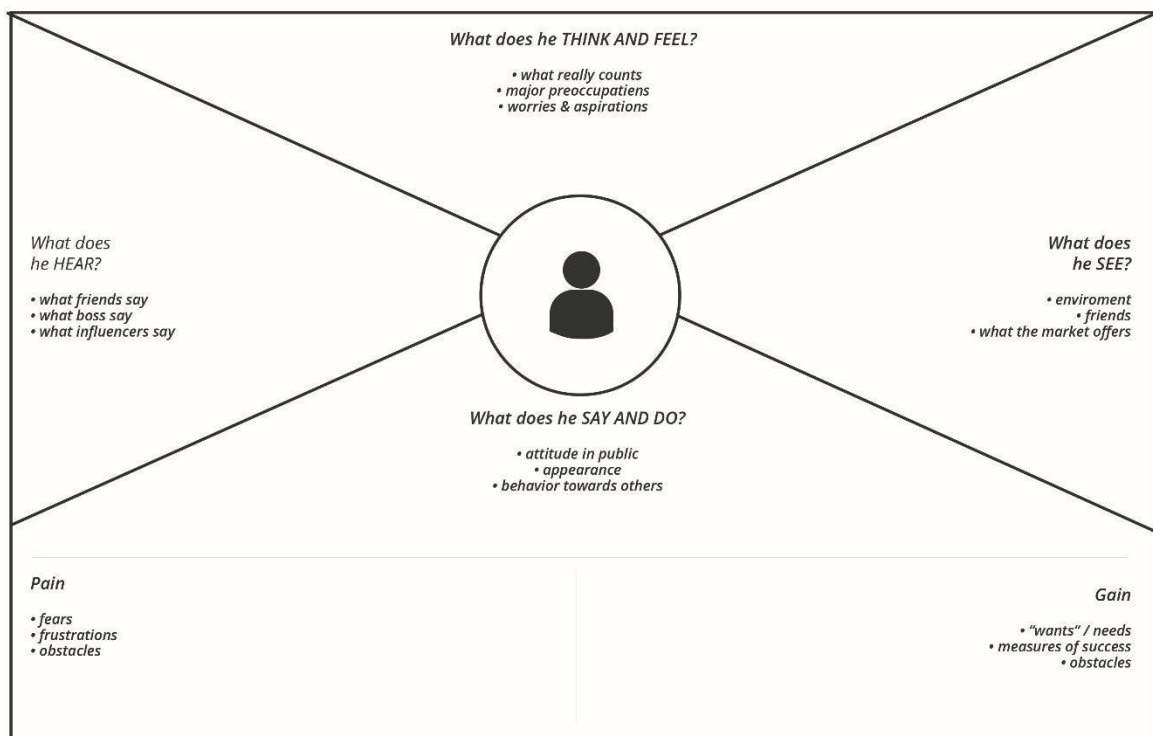 What does he THINK AND FEEL?
• what really counts
• major preoccupatiens
• worries & aspirations
What does
he HEAR?
• what friends say
• what boss say
• what influencers say
What does
he SEE?
• enviroment
• friends
• what the market offers
What does he SAY AND DO?
• attitude in public
• appearance
• behavior towards others
Pain
• fears
• frustrations
• obstacles
Gain
• “wants” / needs
• measures of success
• obstacles